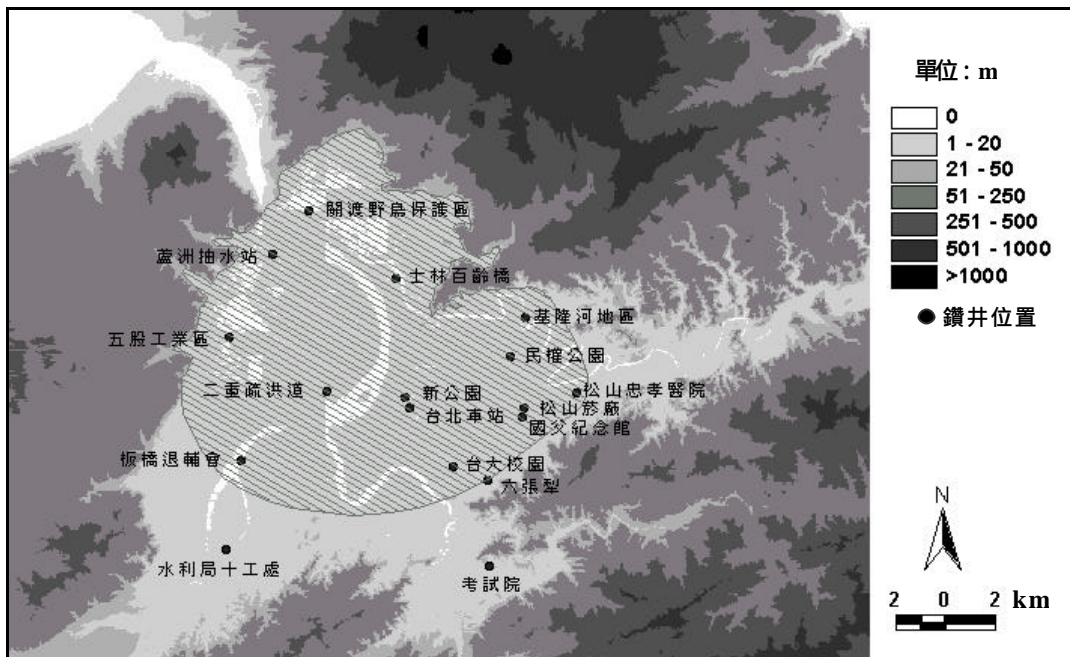 關渡野鳥保護區
蘆洲抽水站
士林百齡橋
基隆河地區
五股工業區
民權公園
二重疏洪道
新公園
松山忠孝醫院
台北車站
松山菸廠
國父紀念館
板橋退輔會
台大校園
六張犁
水利局十工處
考試院
單位：m
0
1 - 20
21 - 50
51 - 250
251 - 500
501 - 1000
>1000
鑽井位置
N
2 0 2 km